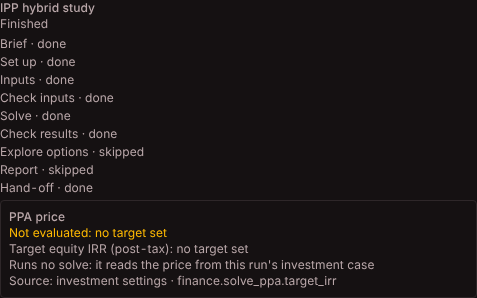 IPP hybrid study
Finished
Brief · done
Set up · done
Inputs · done
Check inputs · done
Solve · done
Check results · done
Explore options · skipped
Report · skipped
Hand-off · done
PPA price
Not evaluated: no target set
Target equity IRR (post-tax): no target set
Runs no solve: it reads the price from this run's investment case
Source: investment settings · finance.solve_ppa.target_irr